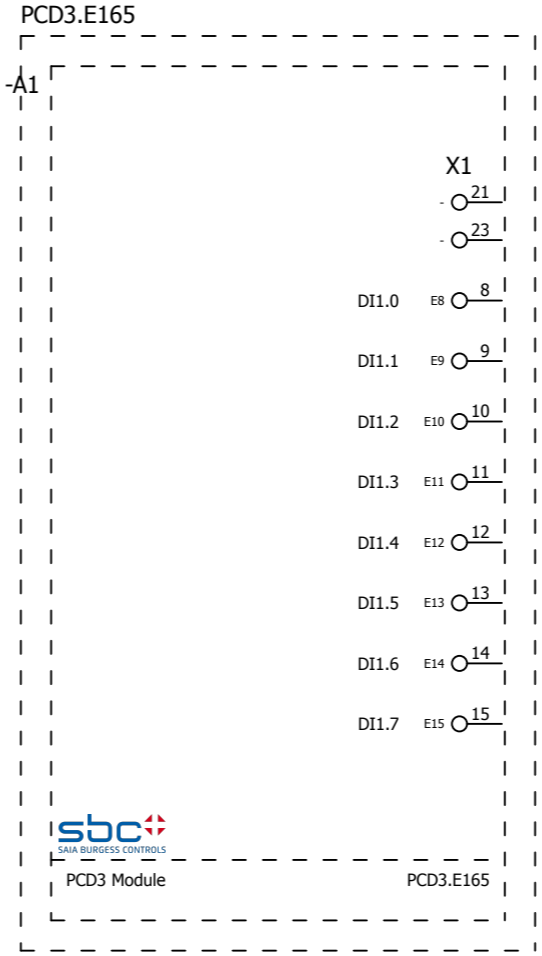 PCD3.E165
-A1
X1
- 21
- 23
DI1.0 E8 8
DI1.1 E9 9
DI1.2 E10 10
DI1.3 E11 11
DI1.4 E12 12
DI1.5 E13 13
DI1.6 E14 14
DI1.7 E15 15
sbc
SAIA BURGESS CONTROLS
PCD3 Module PCD3.E165